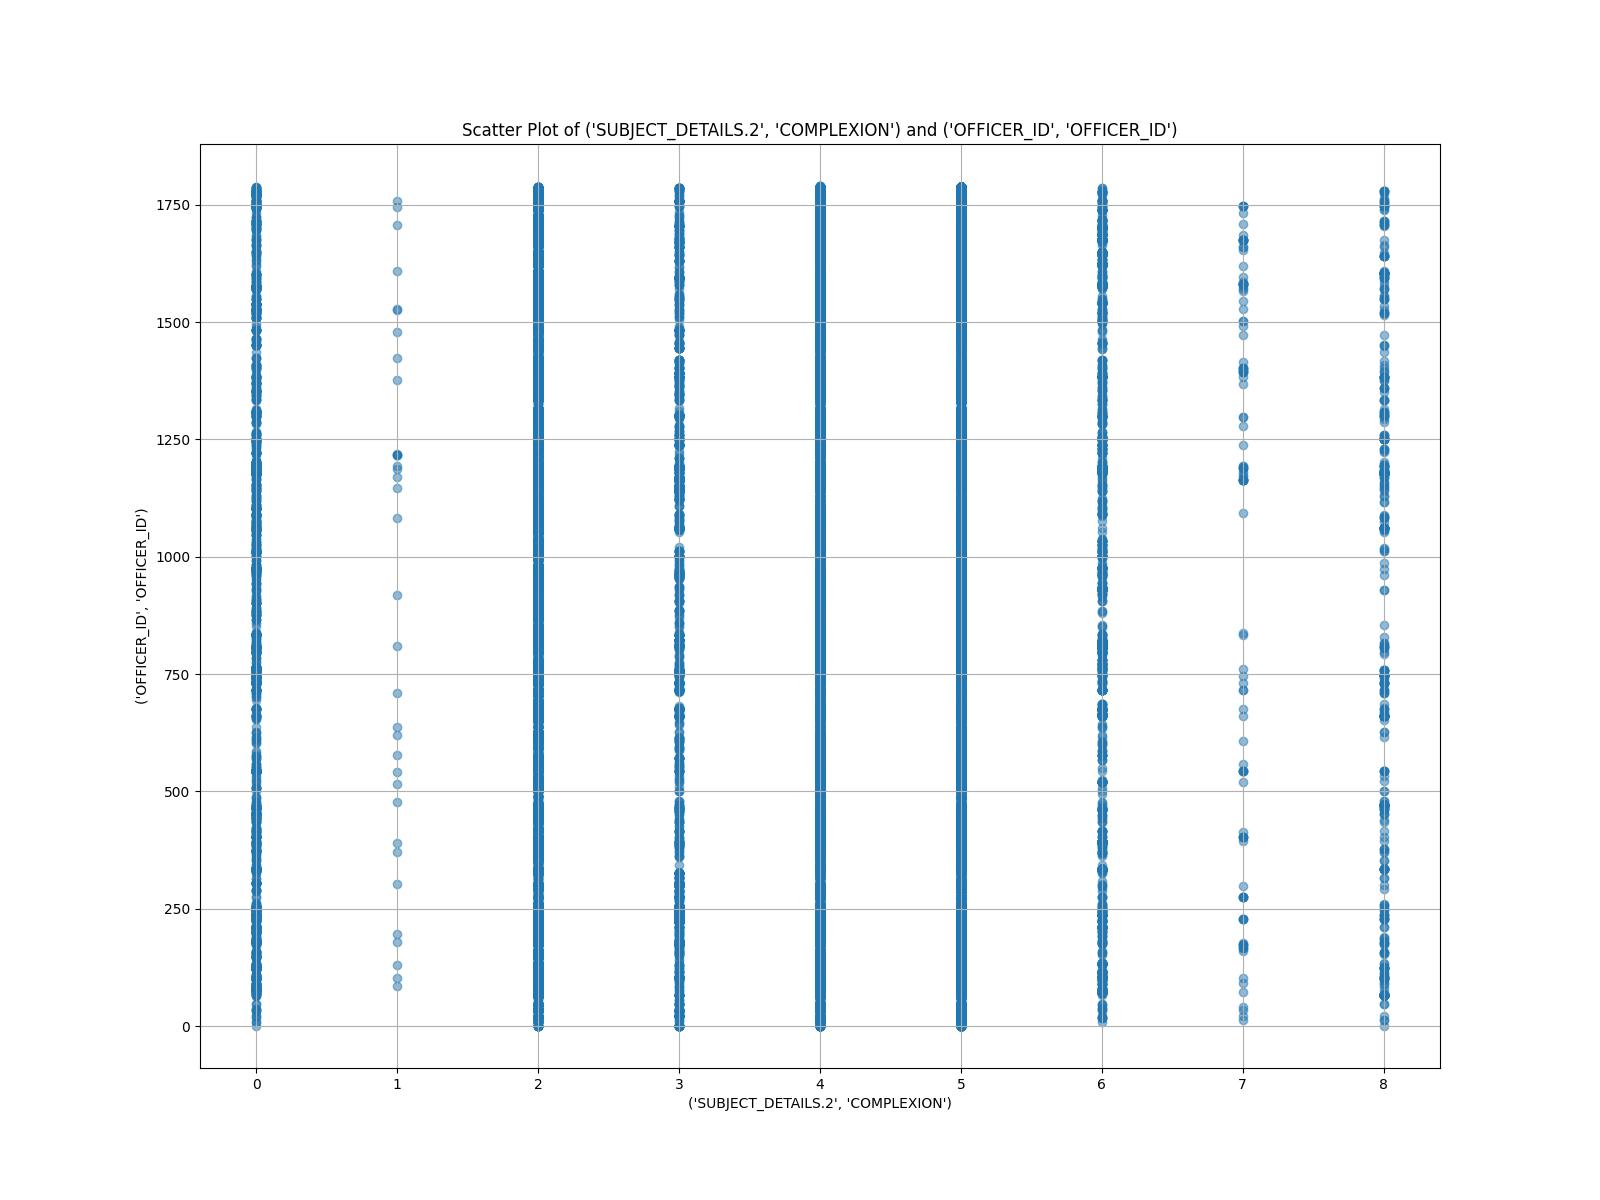 Scatter Plot of ('SUBJECT_DETAILS.2', 'COMPLEXION') and ('OFFICER_ID', 'OFFICER_ID')
('OFFICER_ID', 'OFFICER_ID')
1750
1500
1250
1000
750
500
250
0
0 1 2 3 4 5 6 7 8
('SUBJECT_DETAILS.2', 'COMPLEXION')